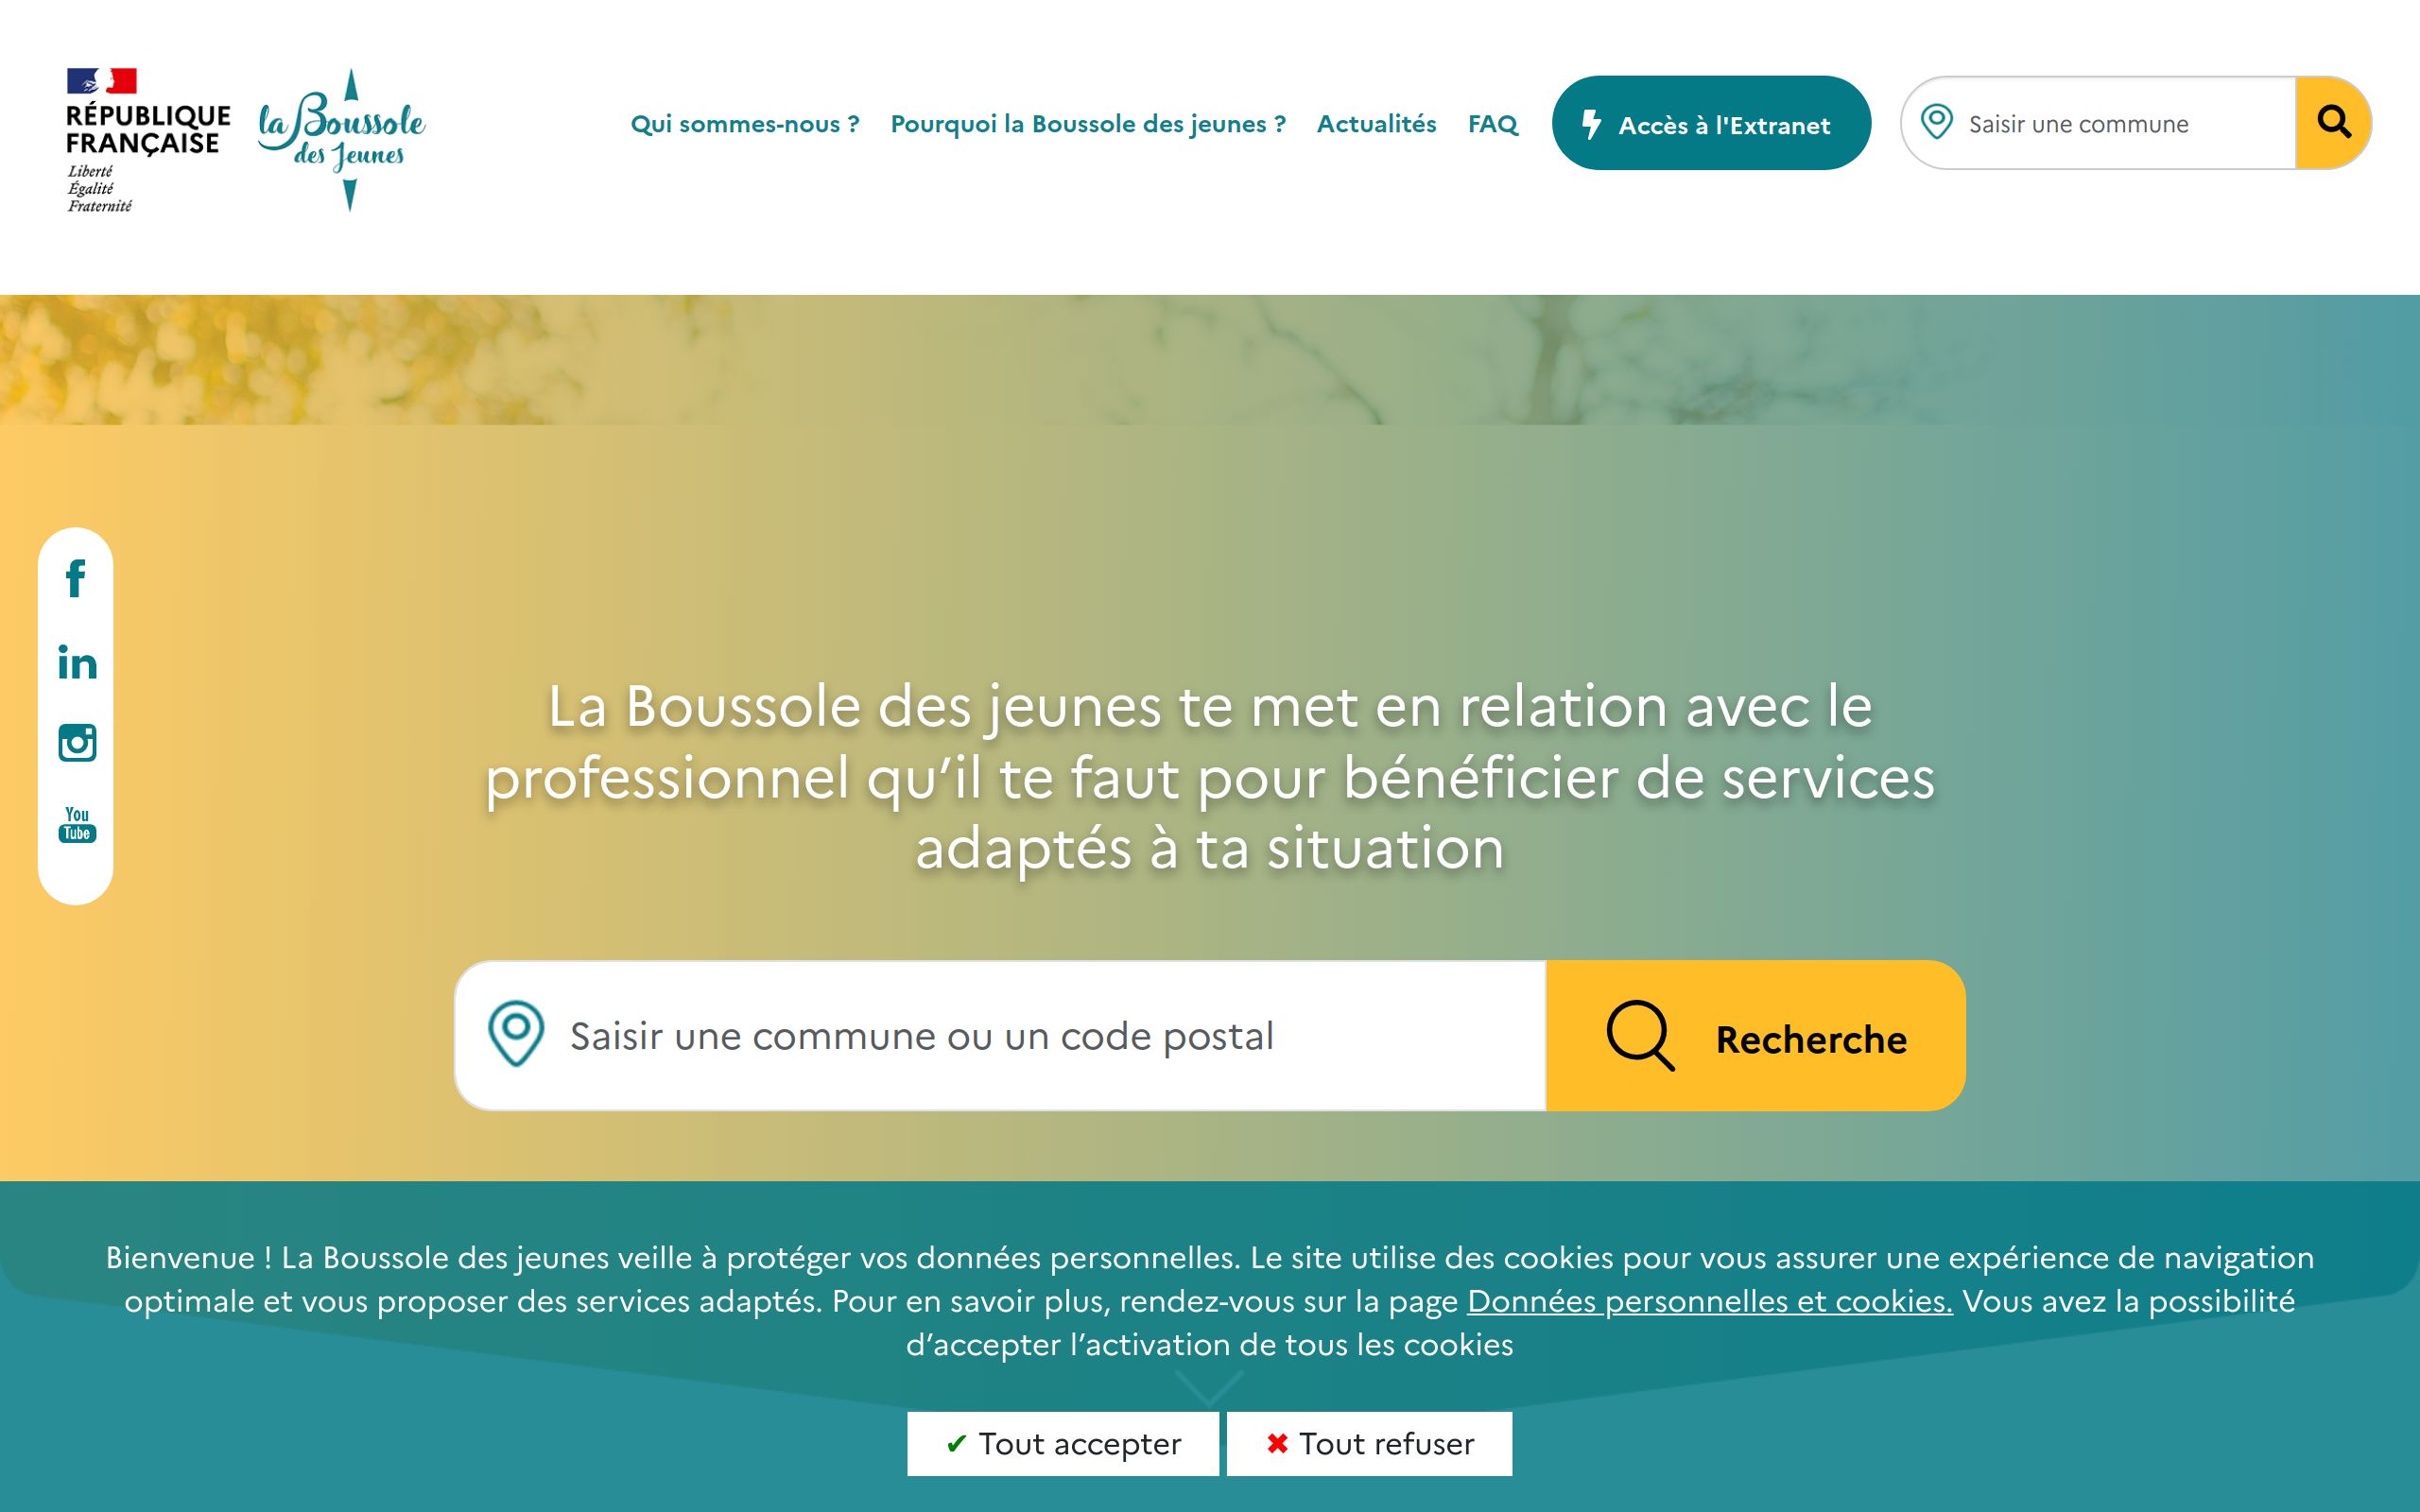 RÉPUBLIQUE
FRANÇAISE
Liberté
Égalité
Fraternité
la Boussole
des Jeunes
Qui sommes-nous ? Pourquoi la Boussole des jeunes ? Actualités FAQ Accès à l'Extranet Saisir une commune
You
Tube
La Boussole des jeunes te met en relation avec le
professionnel qu’il te faut pour bénéficier de services
adaptés à ta situation
Saisir une commune ou un code postal Recherche
Bienvenue ! La Boussole des jeunes veille à protéger vos données personnelles. Le site utilise des cookies pour vous assurer une expérience de navigation
optimale et vous proposer des services adaptés. Pour en savoir plus, rendez-vous sur la page Données personnelles et cookies. Vous avez la possibilité
d’accepter l’activation de tous les cookies
✔ Tout accepter ✖ Tout refuser